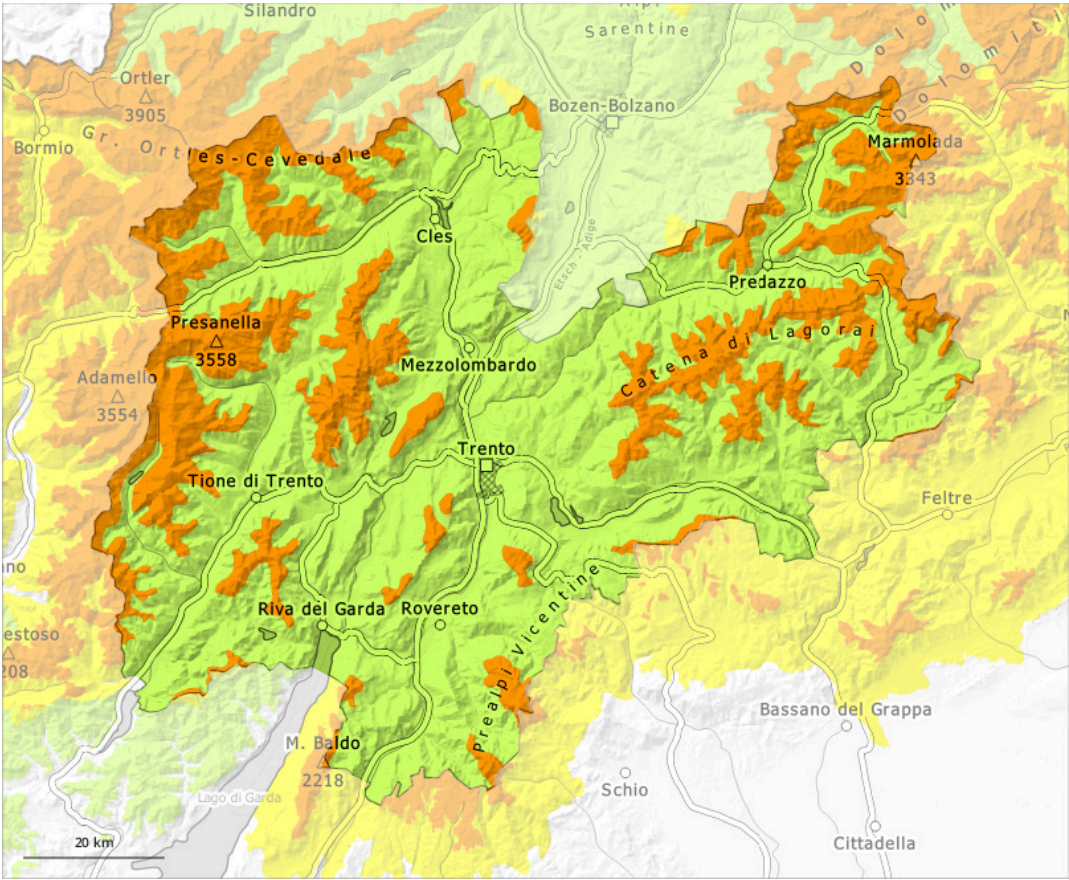 Silandro
Sarentine
Ortler
3905
Bozen-Bolzano
Dolomiti
Bormio
Gr. Ortles-Cevedale
Marmolada
3343
Cles
Etsch - Adige
Predazzo
Presanella
3558
Catena di Lagorai
Mezzolombardo
Adamello
3554
Trento
Tione di Trento
Feltre
Prealpi Vicentine
Riva del Garda
Rovereto
estoso
208
Bassano del Grappa
M. Baldo
2218
Schio
Lago di Garda
20 km
Cittadella